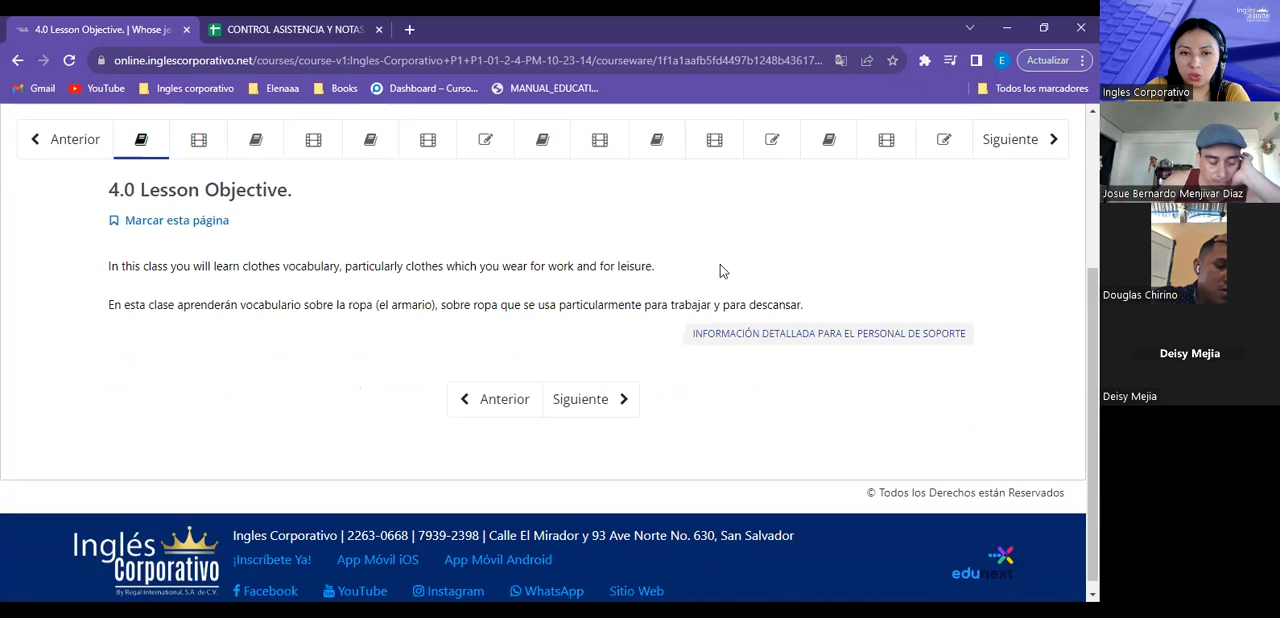 4.0 Lesson Objective. | Whose je
CONTROL ASISTENCIA Y NOTAS
online.inglescorporativo.net/courses/course-v1:Ingles-Corporativo+P1+P1-01-2-4-PM-10-23-14/courseware/1f1a1aafb5fd4497b1248b43617...
E
Actualizar
Gmail
YouTube
Ingles corporativo
Elenaaa
Books
Dashboard – Curso...
MANUAL_EDUCATI...
Todos los marcadores
Anterior
Siguiente
4.0 Lesson Objective.
Marcar esta página
In this class you will learn clothes vocabulary, particularly clothes which you wear for work and for leisure.
En esta clase aprenderán vocabulario sobre la ropa (el armario), sobre ropa que se usa particularmente para trabajar y para descansar.
INFORMACIÓN DETALLADA PARA EL PERSONAL DE SOPORTE
Anterior
Siguiente
© Todos los Derechos están Reservados
Inglés
Corporativo
By Regal International, S.A. de C.V.
Ingles Corporativo | 2263-0668 | 7939-2398 | Calle El Mirador y 93 Ave Norte No. 630, San Salvador
¡Inscríbete Ya!
App Móvil iOS
App Móvil Android
Facebook
YouTube
Instagram
WhatsApp
Sitio Web
edunext
Ingles Corporativo
Josue Bernardo Menjivar Diaz
Douglas Chirino
Deisy Mejia
Deisy Mejia